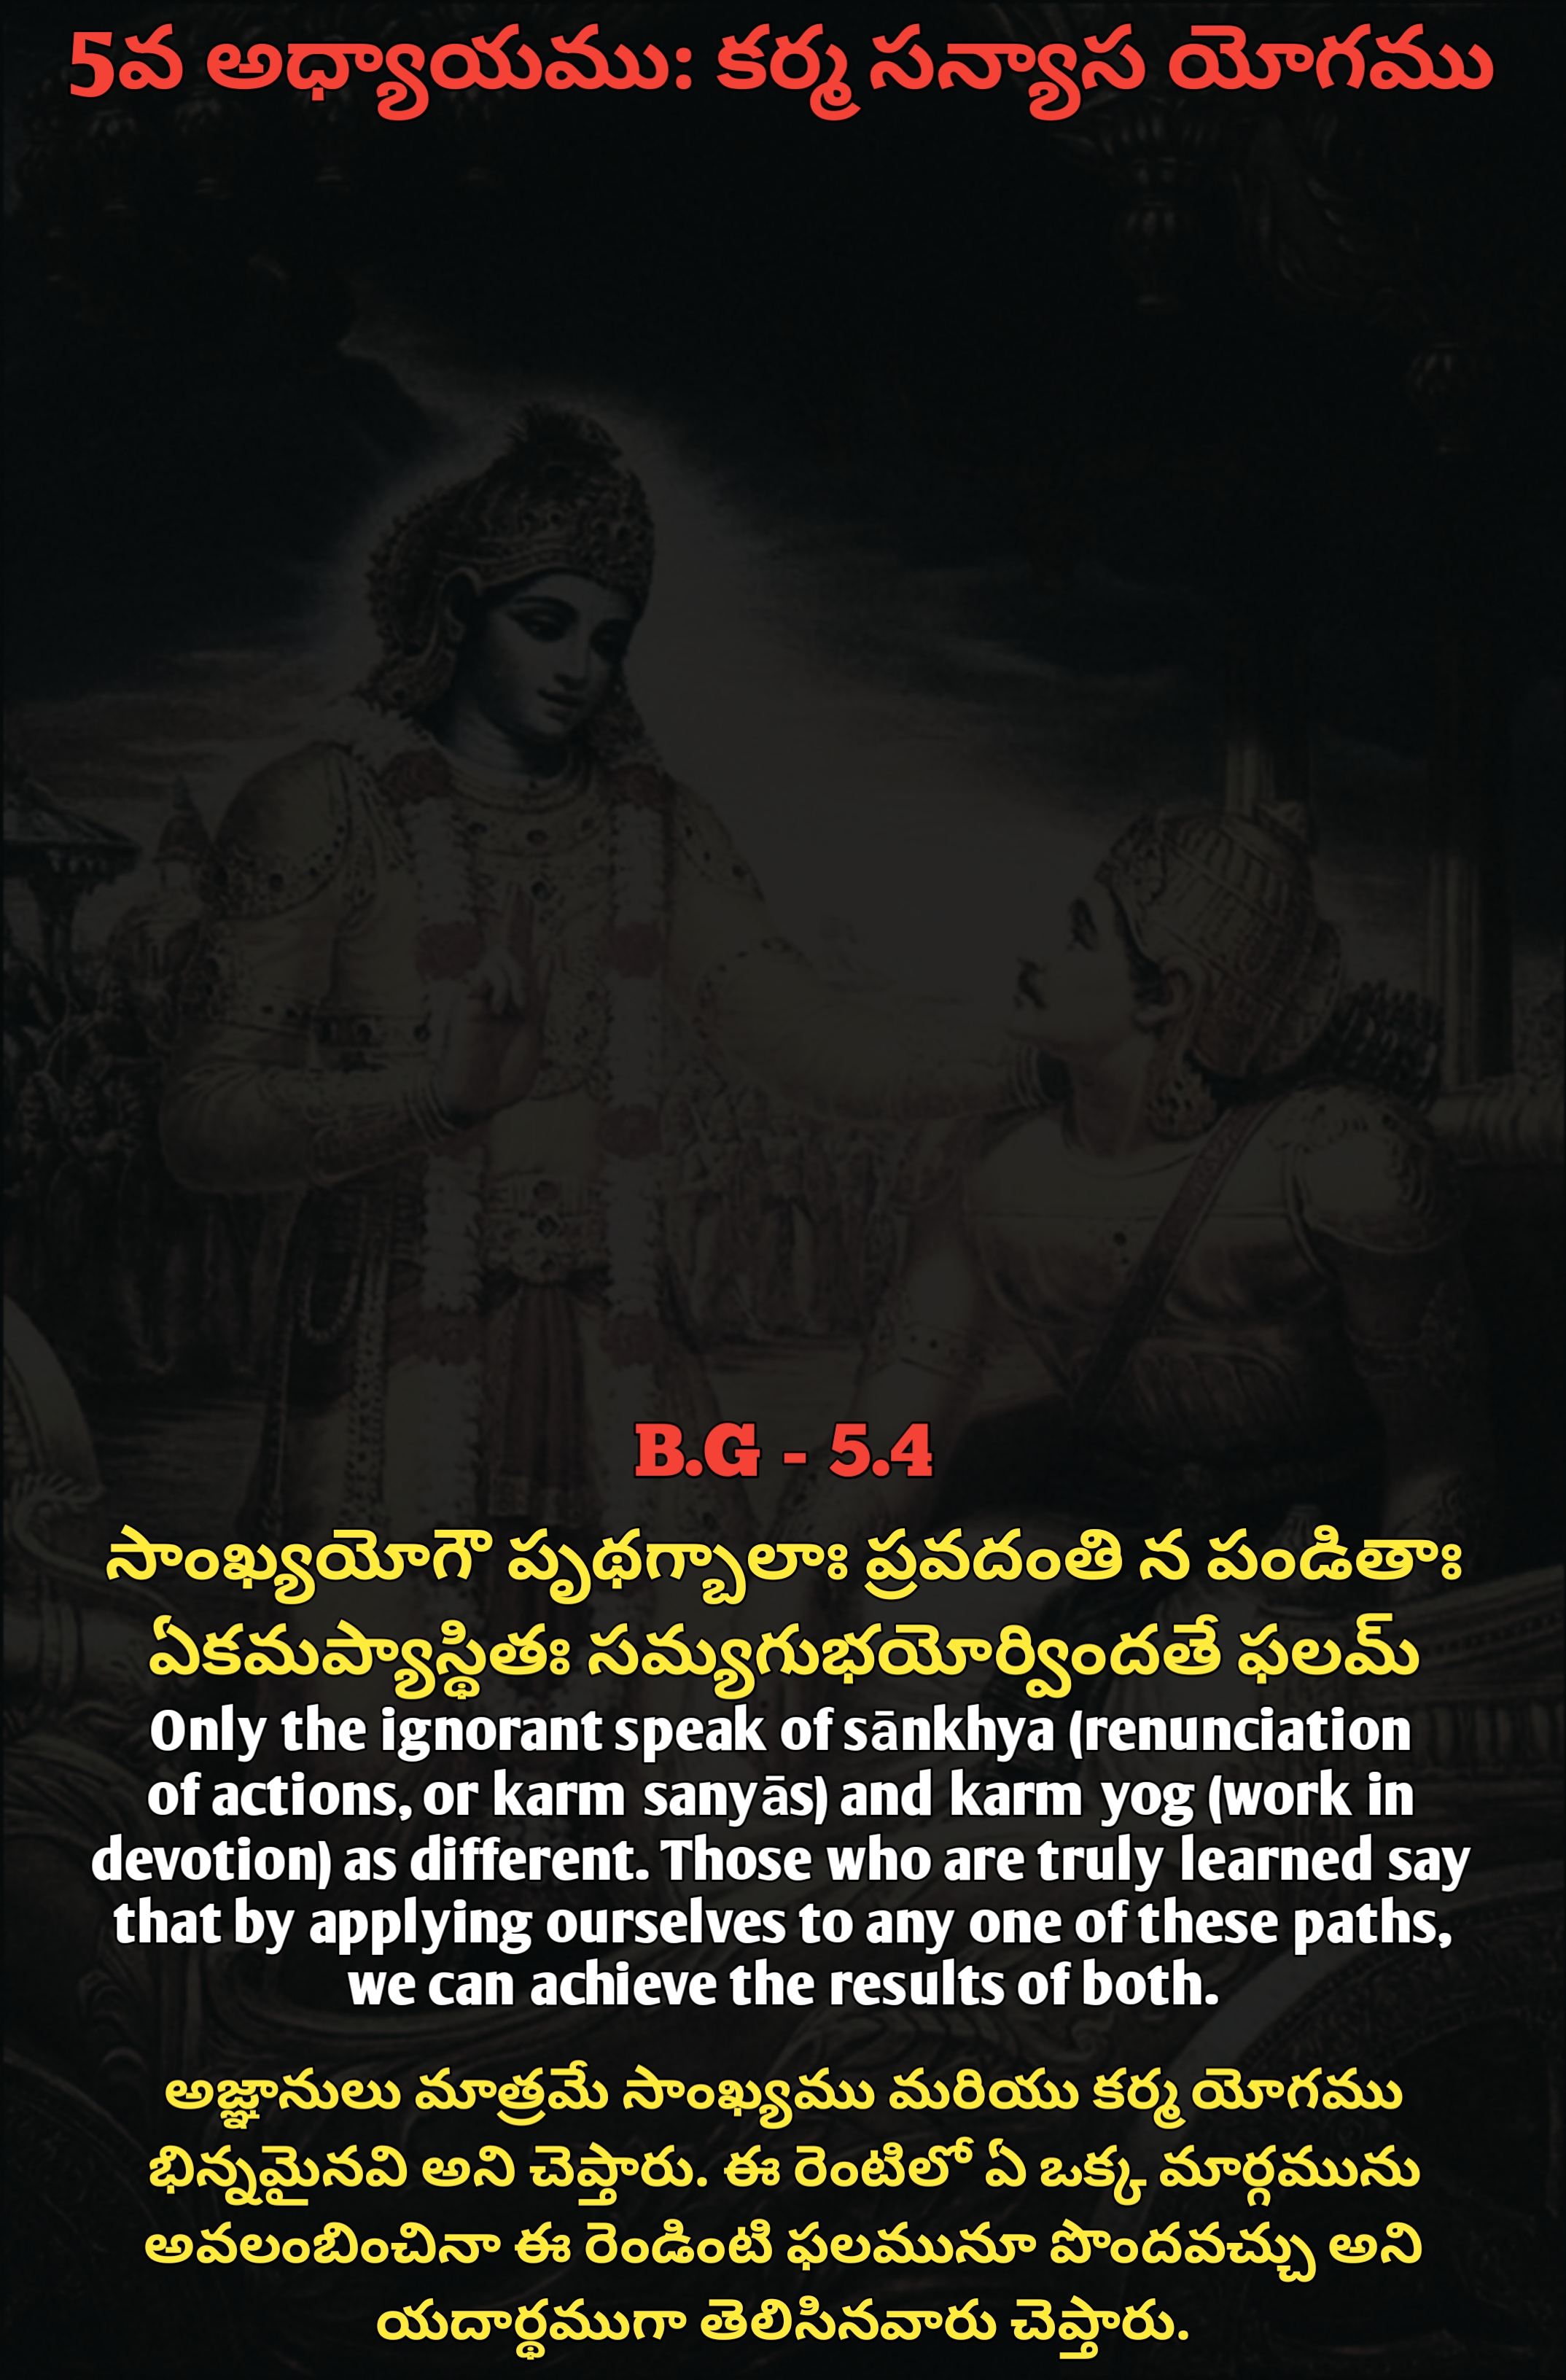 5వ అధ్యాయము: కర్మ సన్యాస యోగము
B.G - 5.4
సాంఖ్యయోగౌ పృథగ్బాలాః ప్రవదంతి న పండితాః
ఏకమప్యాస్థితః సమ్యగుభయోర్విందతే ఫలమ్
Only the ignorant speak of sānkhya (renunciation
of actions, or karm sanyās) and karm yog (work in
devotion) as different. Those who are truly learned say
that by applying ourselves to any one of these paths,
we can achieve the results of both.
అజ్ఞానులు మాత్రమే సాంఖ్యము మరియు కర్మ యోగము
భిన్నమైనవి అని చెప్తారు. ఈ రెంటిలో ఏ ఒక్క మార్గమును
అవలంబించినా ఈ రెండింటి ఫలమునూ పొందవచ్చు అని
యదార్థముగా తెలిసినవారు చెప్తారు.